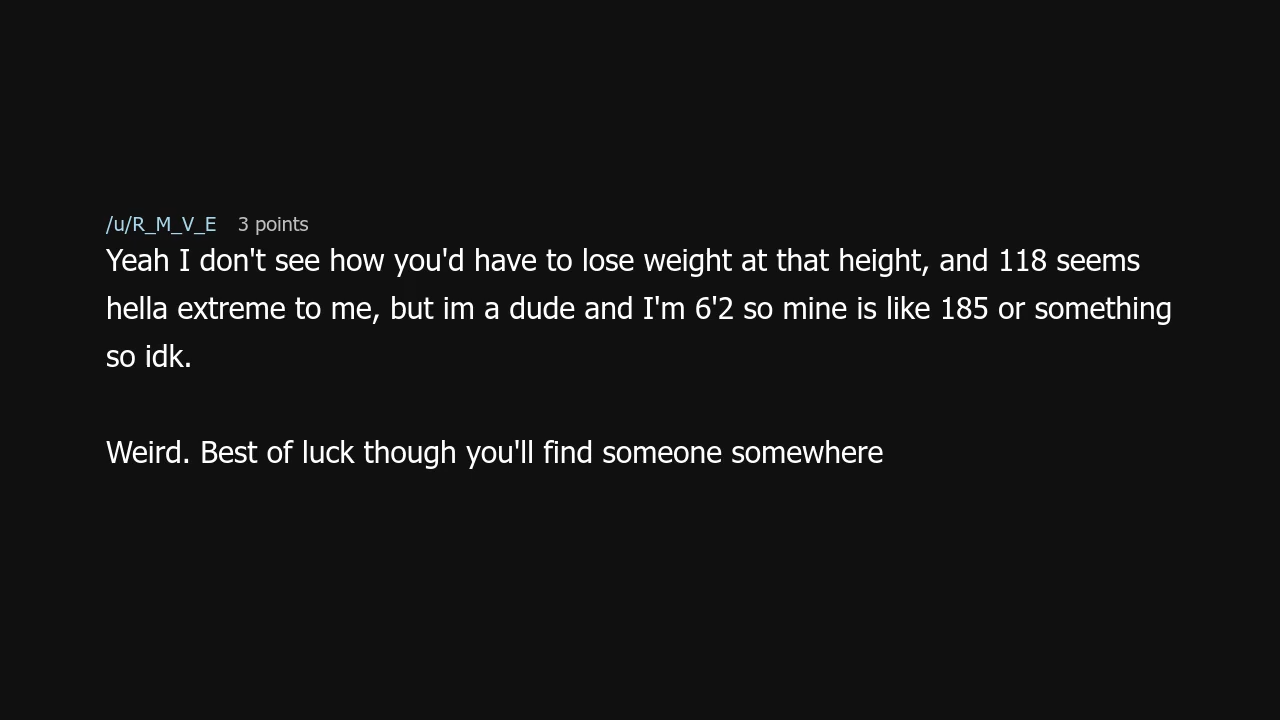 /u/R_M_V_E 3 points
Yeah I don't see how you'd have to lose weight at that height, and 118 seems
hella extreme to me, but im a dude and I'm 6'2 so mine is like 185 or something
so idk.
Weird. Best of luck though you'll find someone somewhere